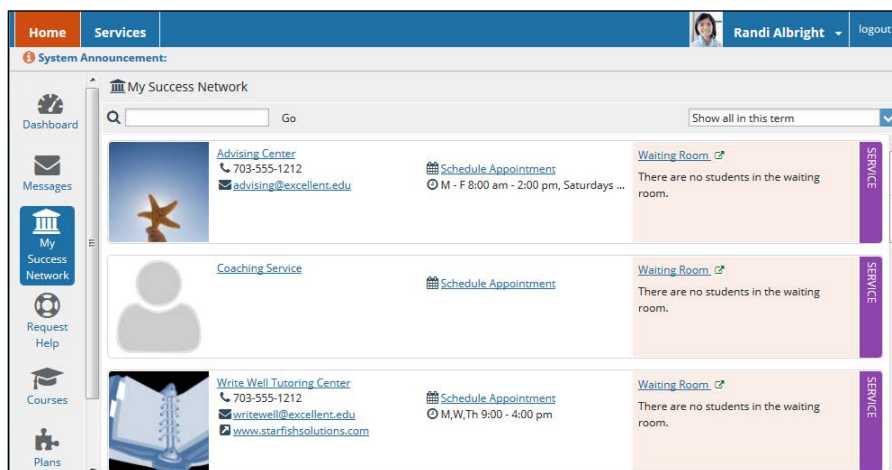 Home
Services
Randi Albright
logout
System Announcement:
Dashboard
Messages
My
Success
Network
Request
Help
Courses
Plans
My Success Network
Go
Show all in this term
Advising Center
703-555-1212
advising@excellent.edu
Schedule Appointment
M - F 8:00 am - 2:00 pm, Saturdays ...
Waiting Room
There are no students in the waiting
room.
SERVICE
Coaching Service
Schedule Appointment
Waiting Room
There are no students in the waiting
room.
SERVICE
Write Well Tutoring Center
703-555-1212
writewell@excellent.edu
www.starfishsolutions.com
Schedule Appointment
M,W,Th 9:00 - 4:00 pm
Waiting Room
There are no students in the waiting
room.
SERVICE